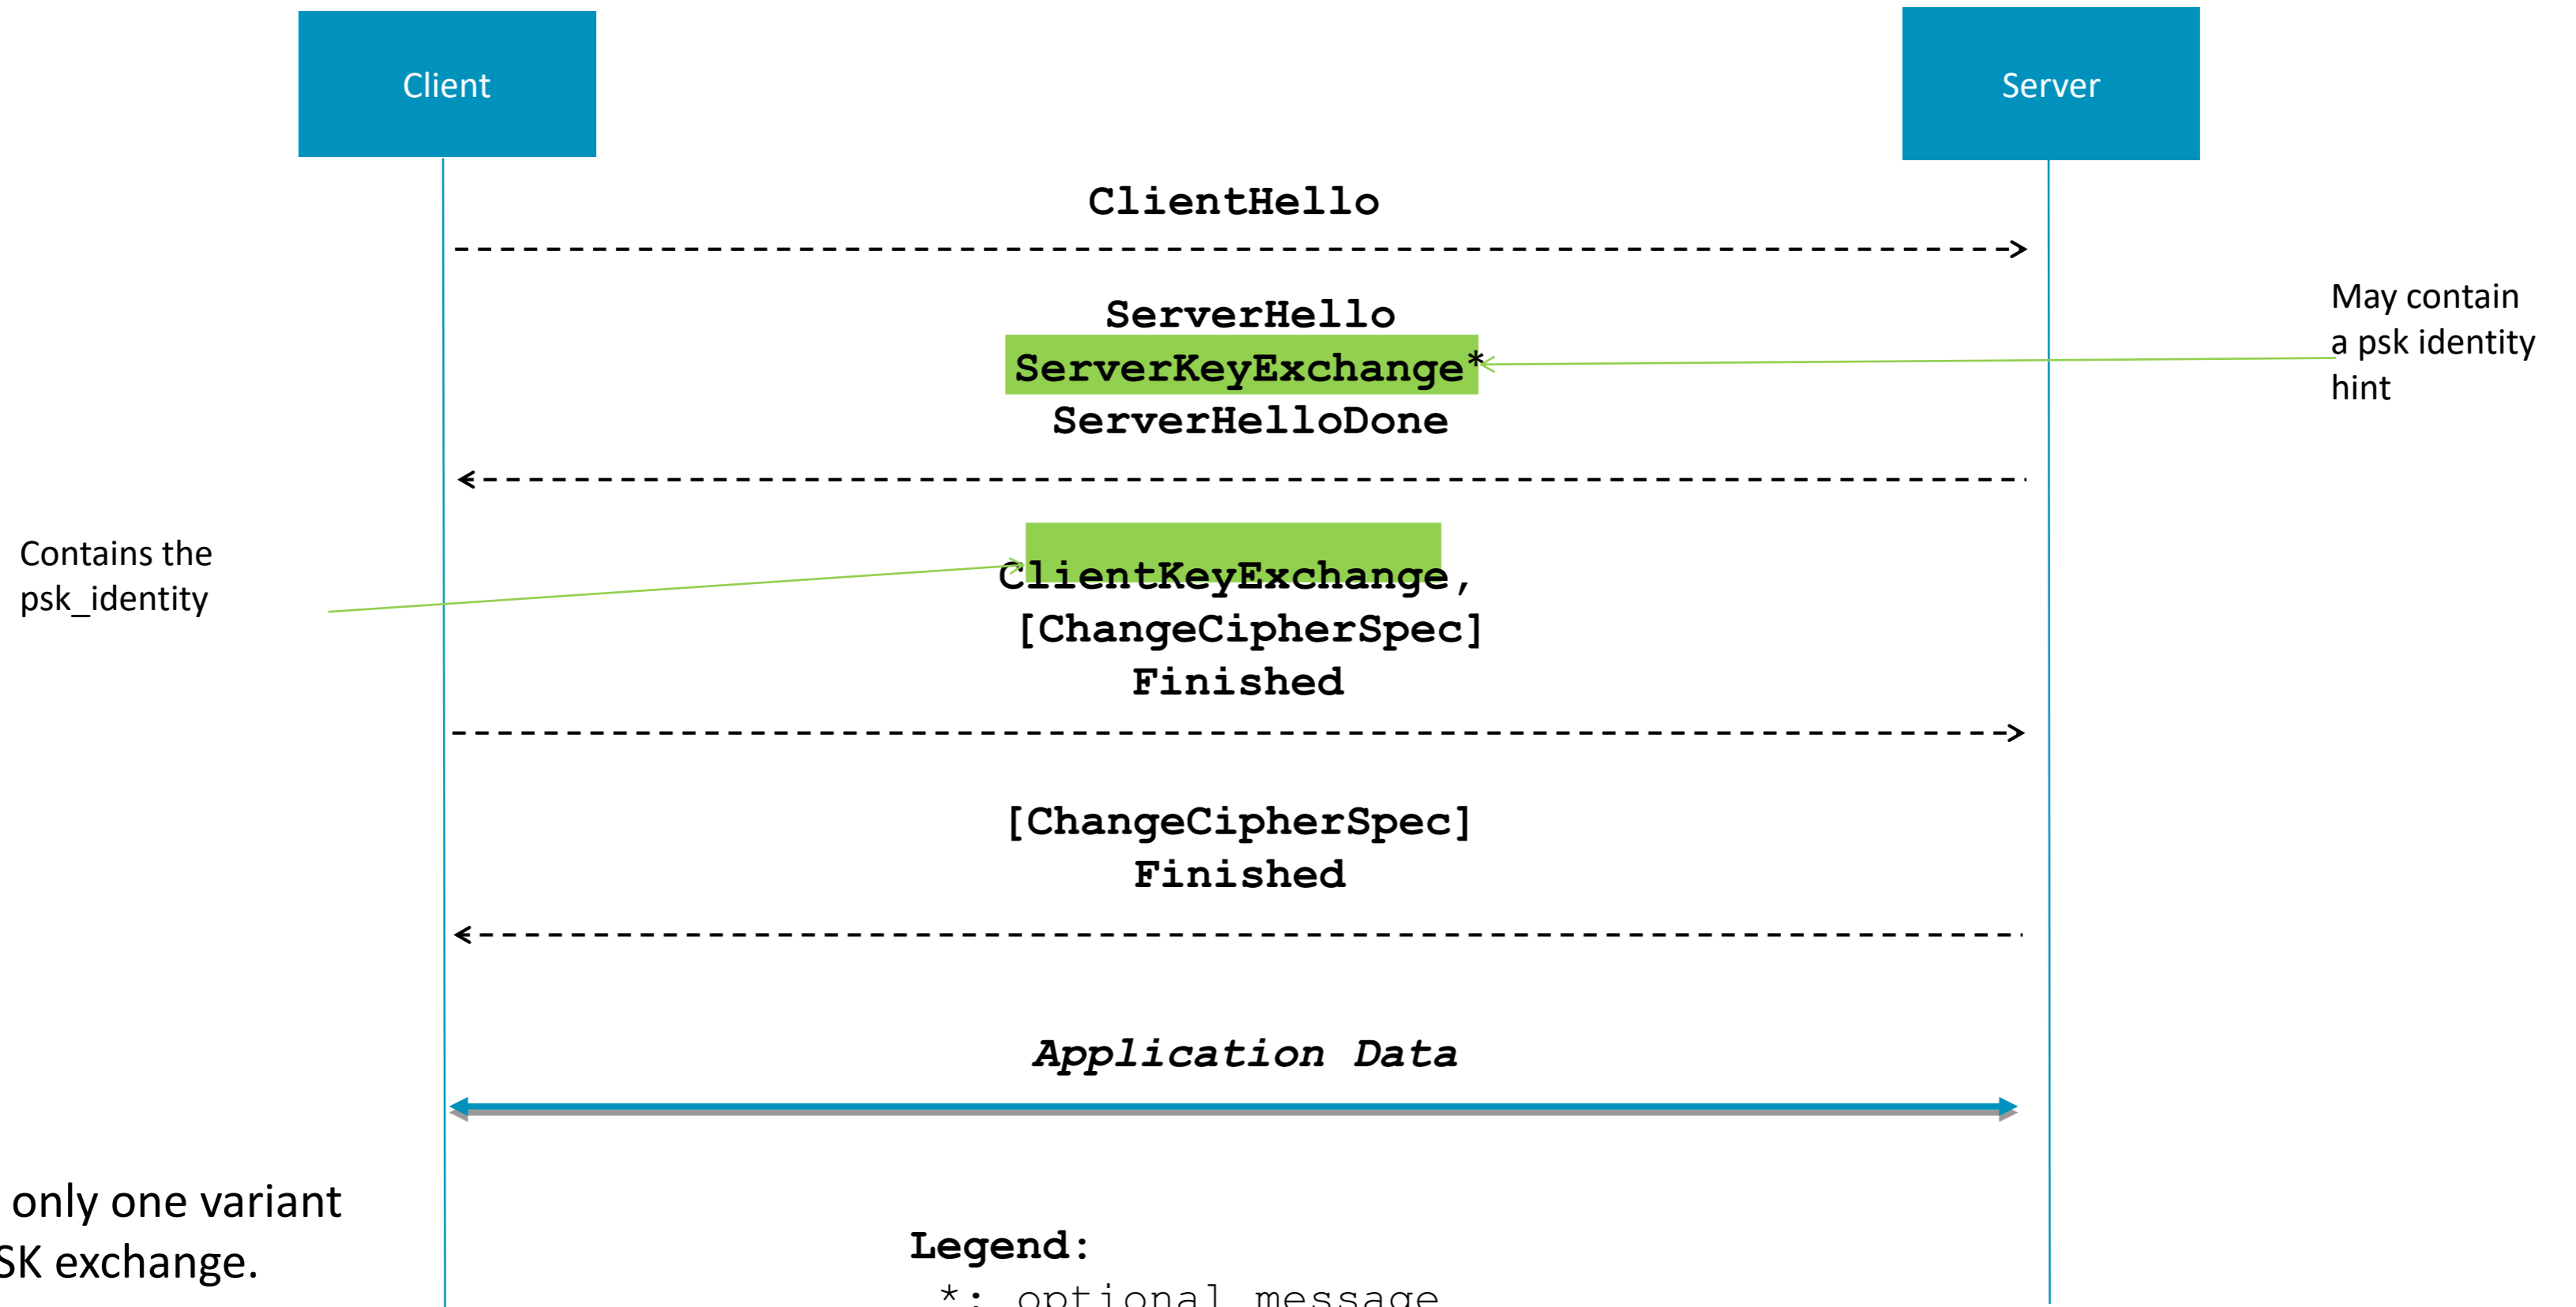 Client
Server
ClientHello
ServerHello
ServerKeyExchange*
ServerHelloDone
May contain
a psk identity
hint
Contains the
psk_identity
ClientKeyExchange,
[ChangeCipherSpec]
Finished
[ChangeCipherSpec]
Finished
Application Data
only one variant
SK exchange.
Legend:
*: optional message